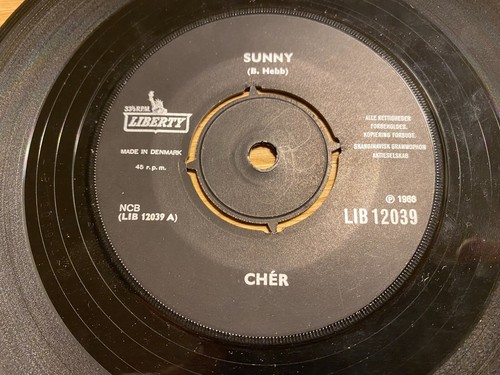 SUNNY
(B. Hebb)
33⅓ RPM
LIBERTY
MADE IN DENMARK
45 r.p.m.
NCB
(LIB 12039 A)
ALLE RETTIGHEDER
FORBEHOLDES.
KOPIERING FORBUDT.
SKANDINAVISK GRAMMOPHON
AKTIESELSKAB
℗ 1966
LIB 12039
CHÉR